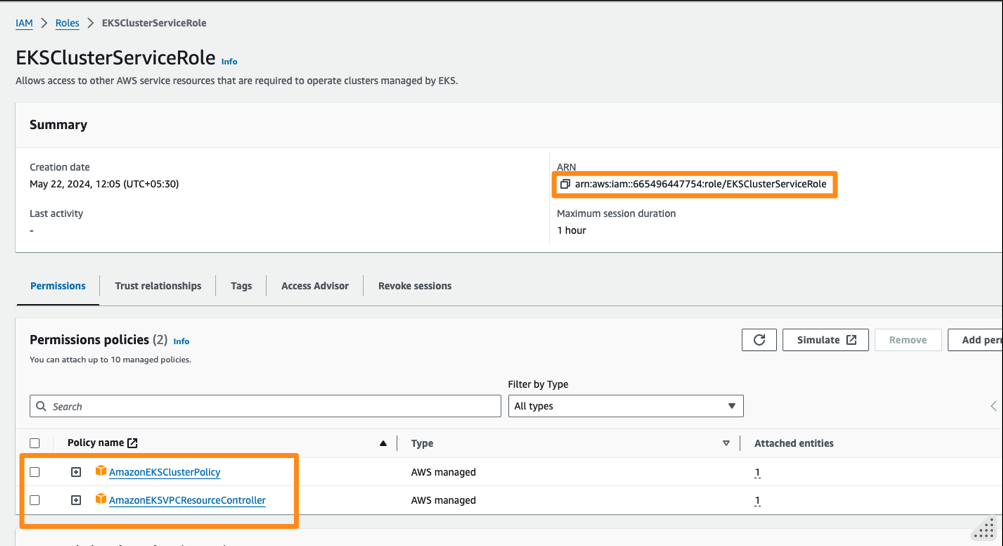 IAM > Roles > EKSClusterServiceRole
EKSClusterServiceRole Info
Allows access to other AWS service resources that are required to operate clusters managed by EKS.
Summary
Creation date
May 22, 2024, 12:05 (UTC+05:30)
ARN
arn:aws:iam::665496447754:role/EKSClusterServiceRole
Last activity
-
Maximum session duration
1 hour
Permissions Trust relationships Tags Access Advisor Revoke sessions
Permissions policies (2) Info
You can attach up to 10 managed policies.
Simulate Remove Add
Filter by Type
Search All types
Policy name Type Attached entities
AmazonEKSClusterPolicy AWS managed 1
AmazonEKSVPCResourceController AWS managed 1